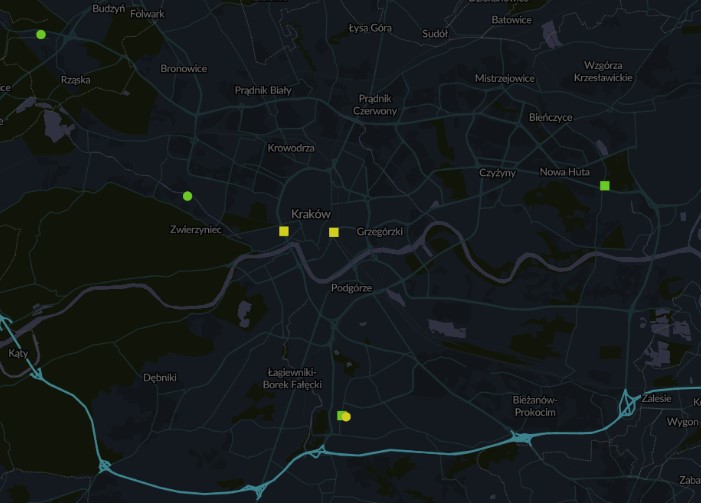 Budzyń
Folwark
Łysa Góra
Sudół
Batowice
Rząska
Bronowice
Prądnik Biały
Prądnik
Czerwony
Mistrzejowice
Wzgórza
Krzesławickie
Bieńczyce
Krowodrza
Czyżyny
Nowa Huta
Kraków
Zwierzyniec
Grzegórzki
Podgórze
Kąty
Dębniki
Łagiewniki-
Borek Fałęcki
Bieżanów-
Prokocim
Zalesie
Wygon